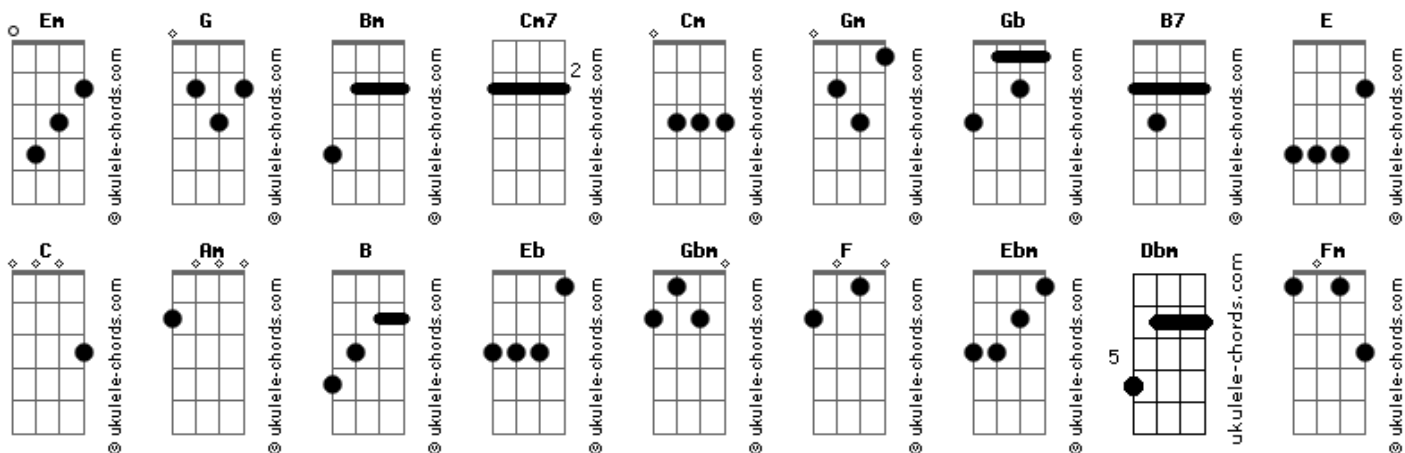 Em G Bm Cm7 Cm Gm Gb B7 E
2
© ukulele-chords.com © ukulele-chords.com © ukulele-chords.com © ukulele-chords.com © ukulele-chords.com © ukulele-chords.com © ukulele-chords.com © ukulele-chords.com © ukulele-chords.com
C Am B Eb Gbm F Ebm Dbm Fm
5
© ukulele-chords.com © ukulele-chords.com © ukulele-chords.com © ukulele-chords.com © ukulele-chords.com © ukulele-chords.com © ukulele-chords.com ukulele-chords.com © ukulele-chords.com